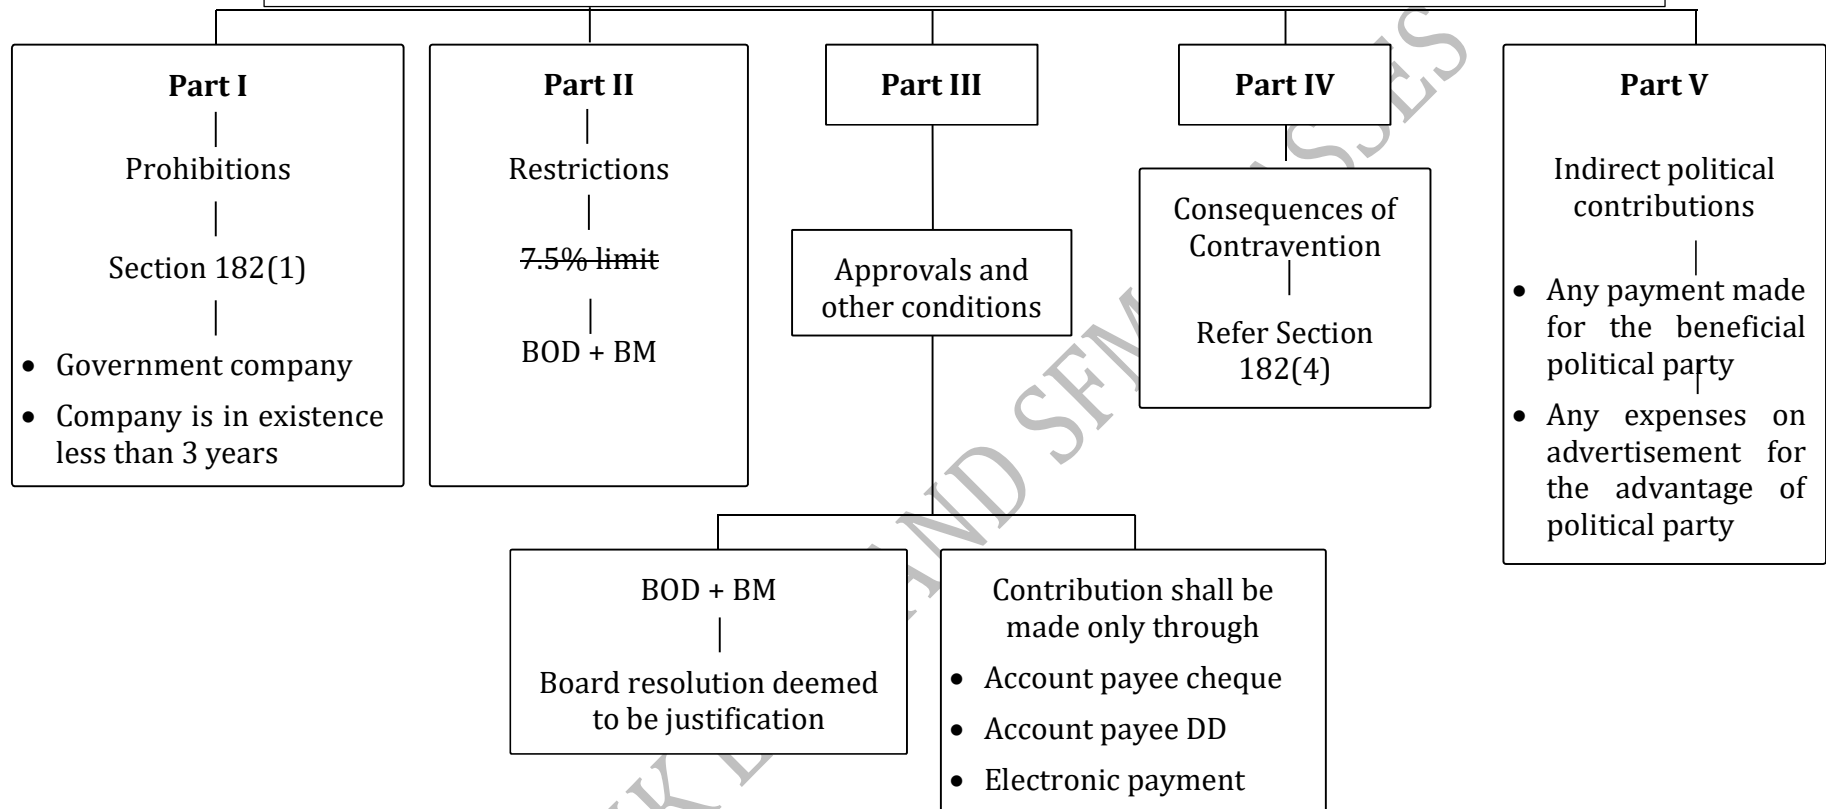 Part I
Prohibitions
Section 182(1)
• Government company
• Company is in existence
less than 3 years
Part II
Restrictions
7.5% limit
BOD + BM
Part III
Approvals and
other conditions
BOD + BM
Board resolution deemed
to be justification
Contribution shall be
made only through
• Account payee cheque
• Account payee DD
• Electronic payment
Part IV
Consequences of
Contravention
Refer Section
182(4)
Part V
Indirect political
contributions
• Any payment made
for the beneficial
political party
• Any expenses on
advertisement for
the advantage of
political party
AND SFM